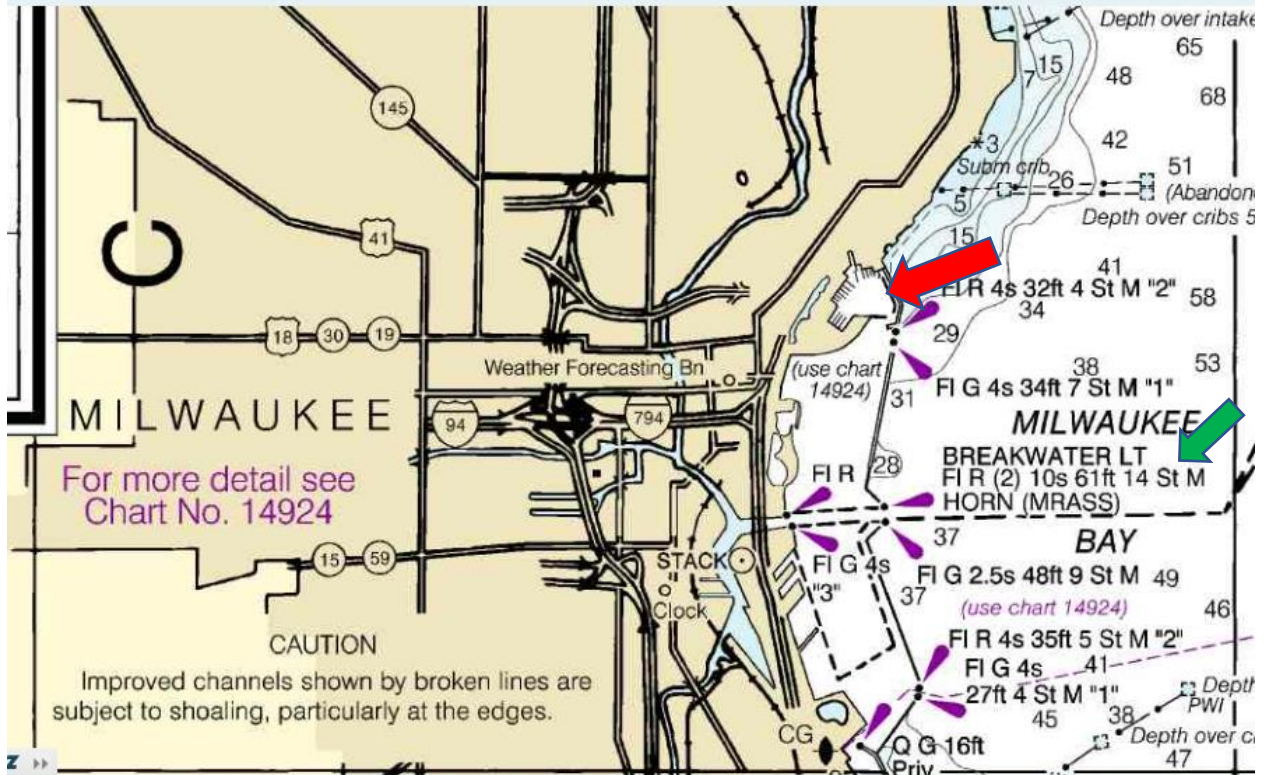 Depth over intake
65
15
7
48
68
145
42
*3
Subm crib
26
51
(Abandon
5
Depth over cribs 5
C
41
15
41
Fl R 4s 32ft 4 St M "2"
58
34
29
18
30
19
Weather Forecasting Bn
(use chart
14924)
38
53
Fl G 4s 34ft 7 St M "1"
31
MILWAUKEE
94
794
MILWAUKEE
For more detail see
Chart No. 14924
BREAKWATER LT
Fl R (2) 10s 61ft 14 St M
HORN (MRASS)
28
Fl R
37
BAY
15
59
STACK
Fl G 4s
"3"
Fl G 2.5s 48ft 9 St M
49
37
Clock
(use chart 14924)
46
CAUTION
Improved channels shown by broken lines are
subject to shoaling, particularly at the edges.
Fl R 4s 35ft 5 St M "2"
Fl G 4s
41
27ft 4 St M "1"
45
38
Depth
PWI
CG
Q G 16ft
Priv
Depth over c
47